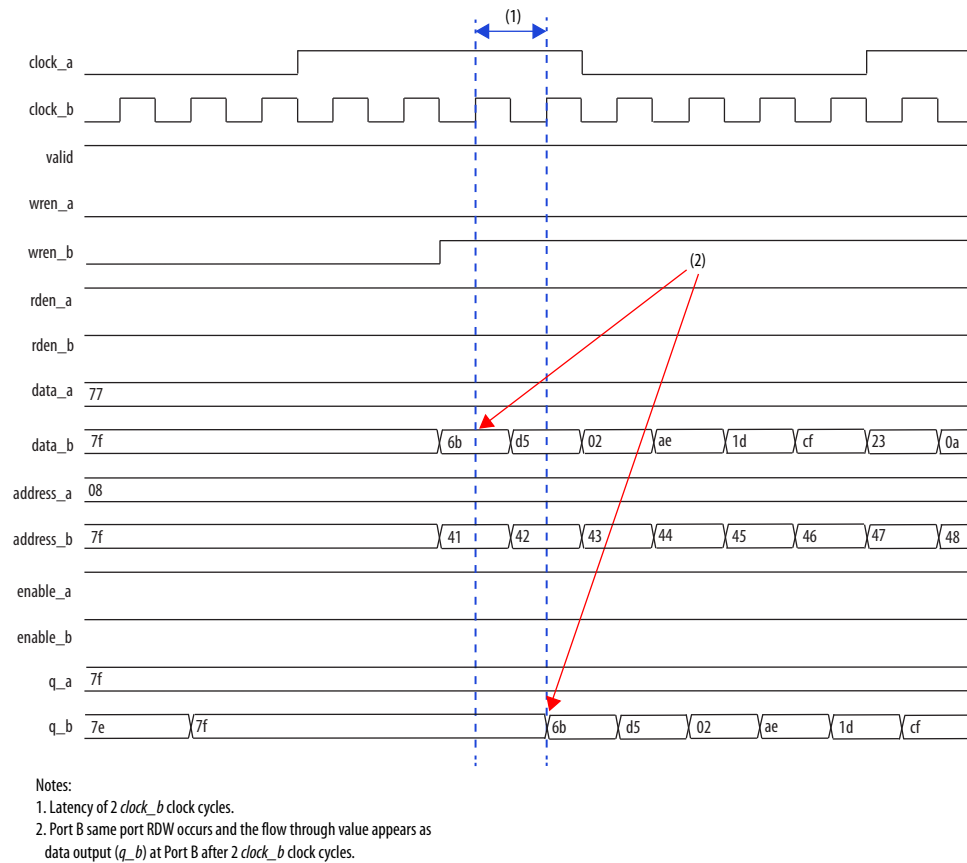 (1)
clock_a
clock_b
valid
wren_a
wren_b
(2)
rden_a
rden_b
data_a 77
data_b 7f 6b d5 02 ae 1d cf 23 0a
address_a 08
address_b 7f 41 42 43 44 45 46 47 48
enable_a
enable_b
q_a 7f
q_b 7e 7f 6b d5 02 ae 1d cf
Notes:
1. Latency of 2 clock_b clock cycles.
2. Port B same port RDW occurs and the flow through value appears as
data output (q_b) at Port B after 2 clock_b clock cycles.